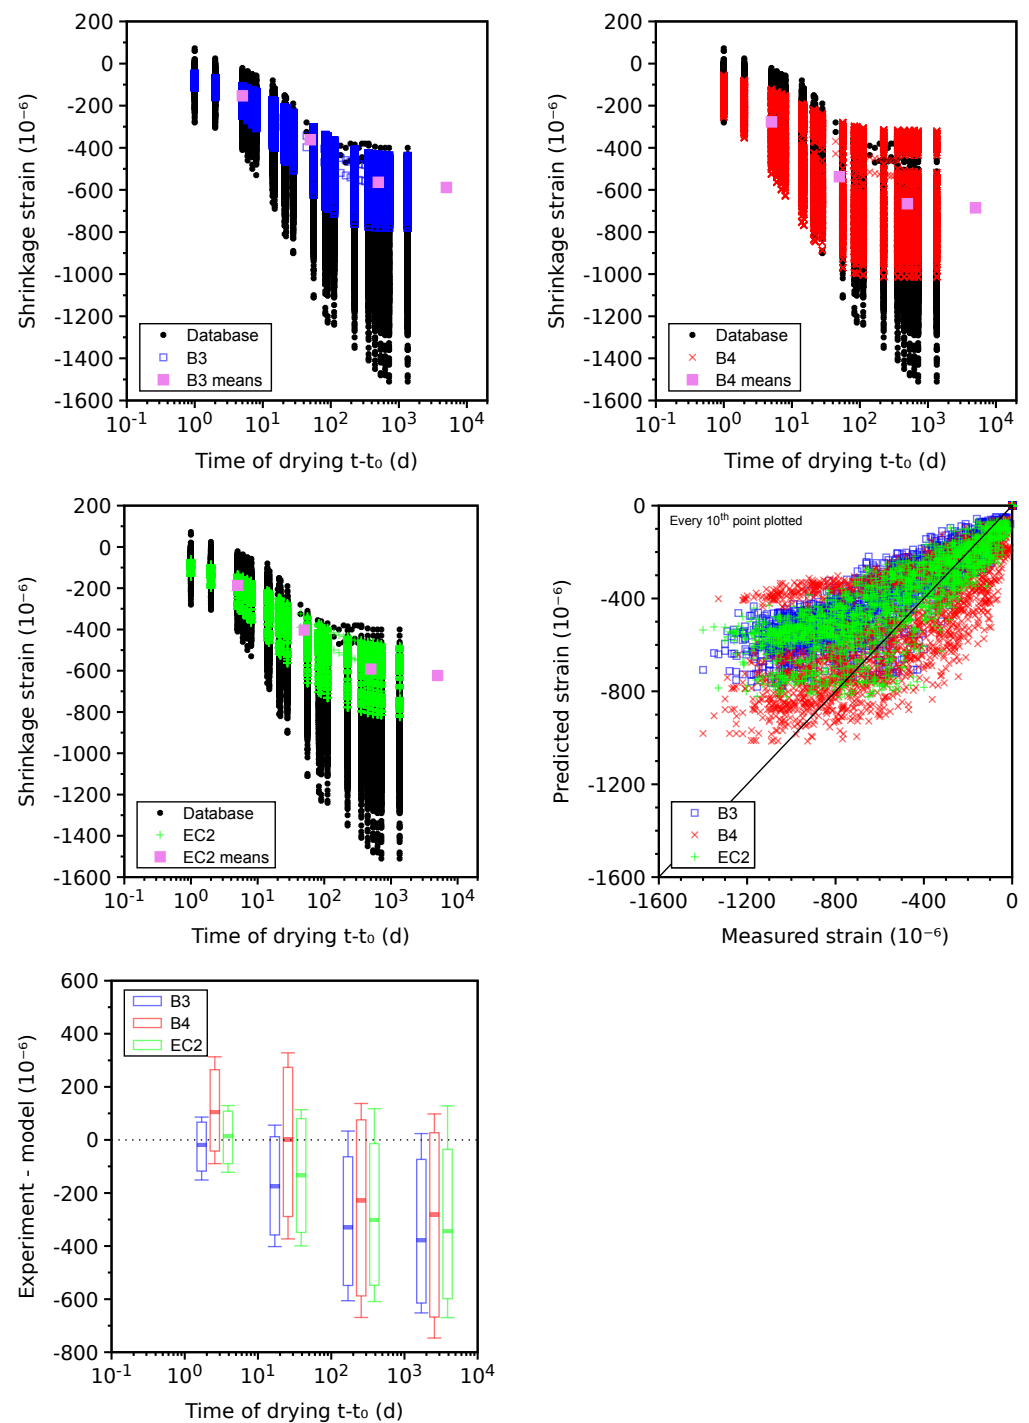 200
0
-200
-400
-600
-800
-1000
-1200
-1400
-1600
Shrinkage strain (10⁻⁶)
Database
B3
B3 means
10⁻¹ 10⁰ 10¹ 10² 10³ 10⁴
Time of drying t-t₀ (d)
200
0
-200
-400
-600
-800
-1000
-1200
-1400
-1600
Shrinkage strain (10⁻⁶)
Database
B4
B4 means
10⁻¹ 10⁰ 10¹ 10² 10³ 10⁴
Time of drying t-t₀ (d)
200
0
-200
-400
-600
-800
-1000
-1200
-1400
-1600
Shrinkage strain (10⁻⁶)
Database
EC2
EC2 means
10⁻¹ 10⁰ 10¹ 10² 10³ 10⁴
Time of drying t-t₀ (d)
0
-400
-800
-1200
-1600
Predicted strain (10⁻⁶)
Every 10th point plotted
B3
B4
EC2
-1600 -1200 -800 -400 0
Measured strain (10⁻⁶)
600
400
200
0
-200
-400
-600
-800
Experiment - model (10⁻⁶)
B3
B4
EC2
10⁻¹ 10⁰ 10¹ 10² 10³ 10⁴
Time of drying t-t₀ (d)